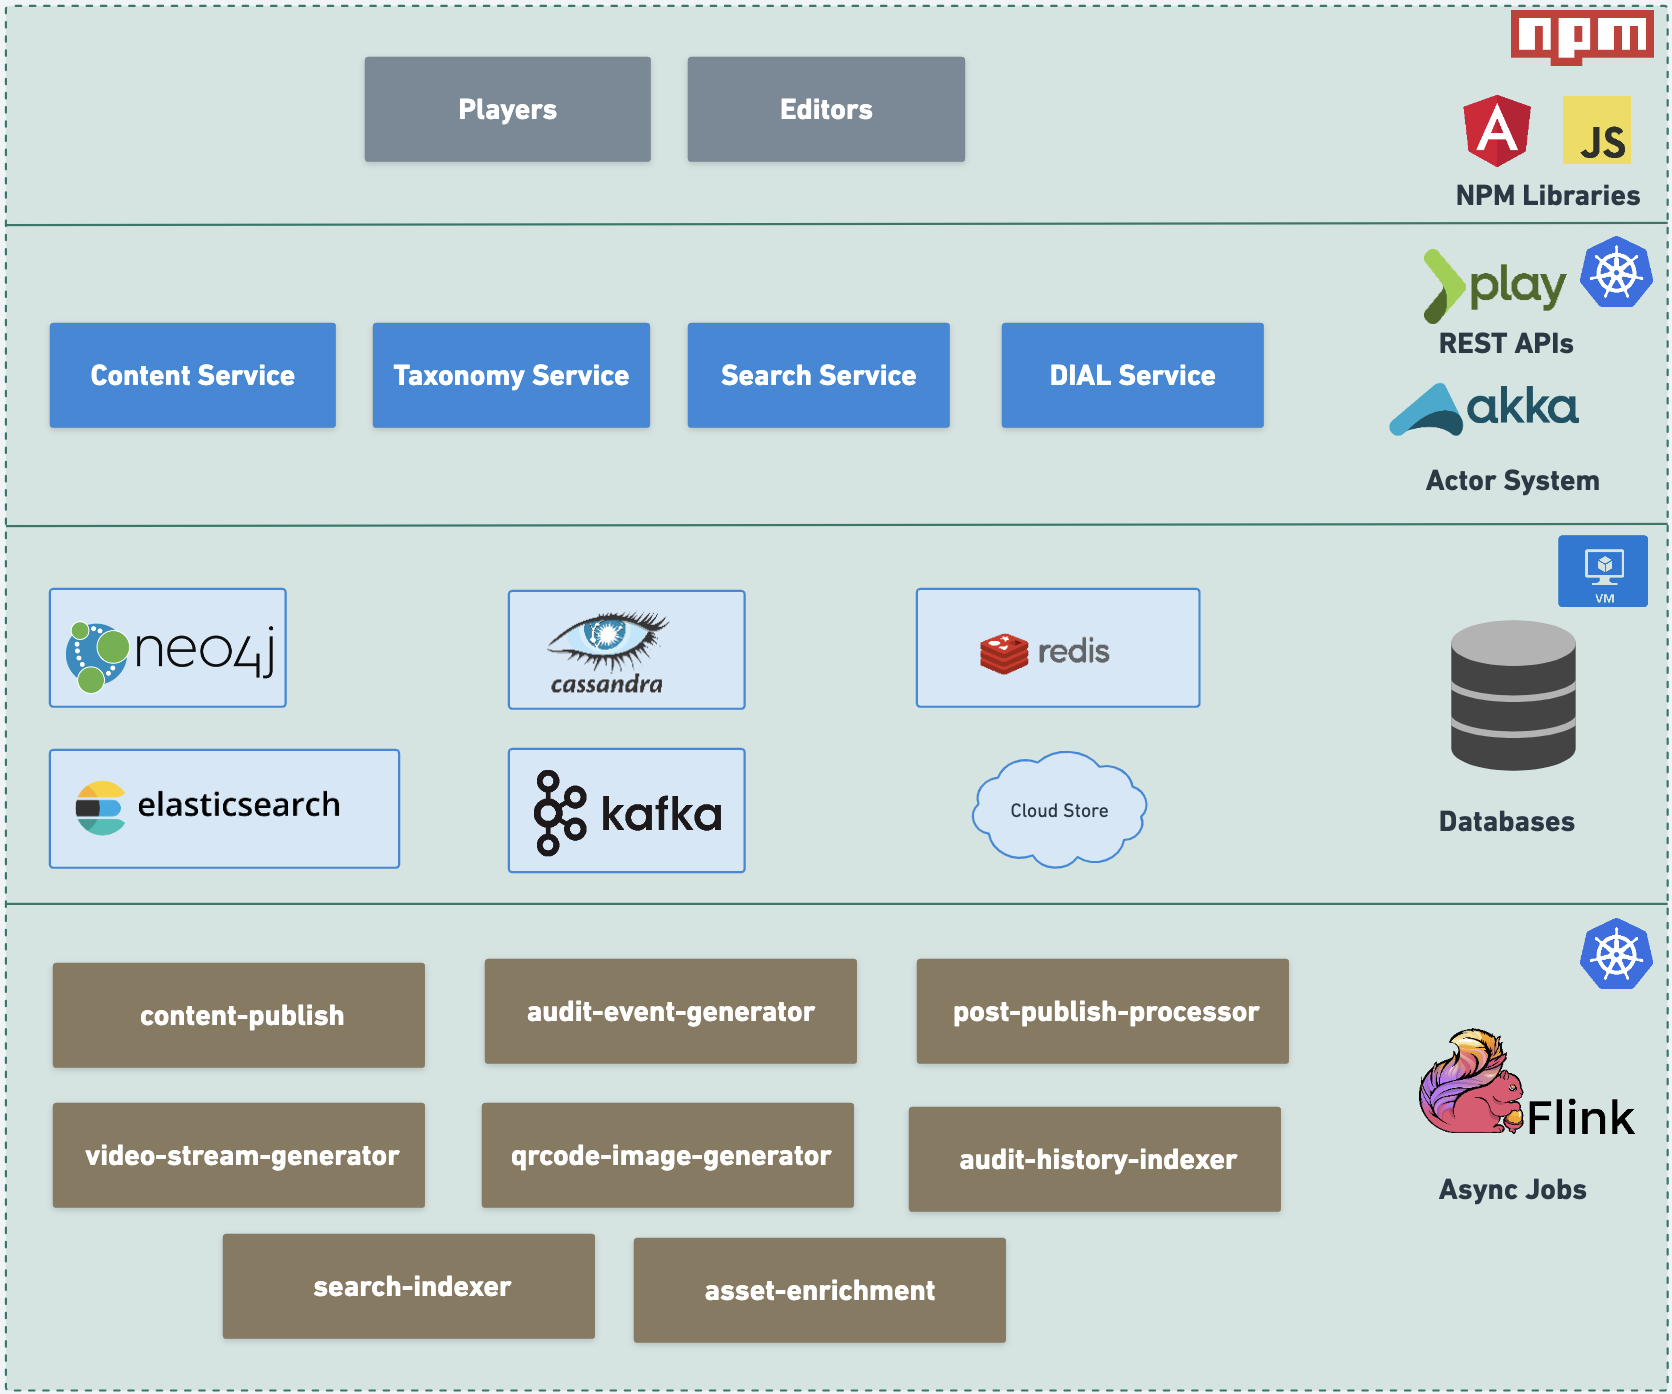 npm
Players
Editors
JS
NPM Libraries
play
REST APIs
Content Service
Taxonomy Service
Search Service
DIAL Service
akka
Actor System
VM
neo4j
cassandra
redis
elasticsearch
kafka
Cloud Store
Databases
content-publish
audit-event-generator
post-publish-processor
Flink
video-stream-generator
qrcode-image-generator
audit-history-indexer
Async Jobs
search-indexer
asset-enrichment